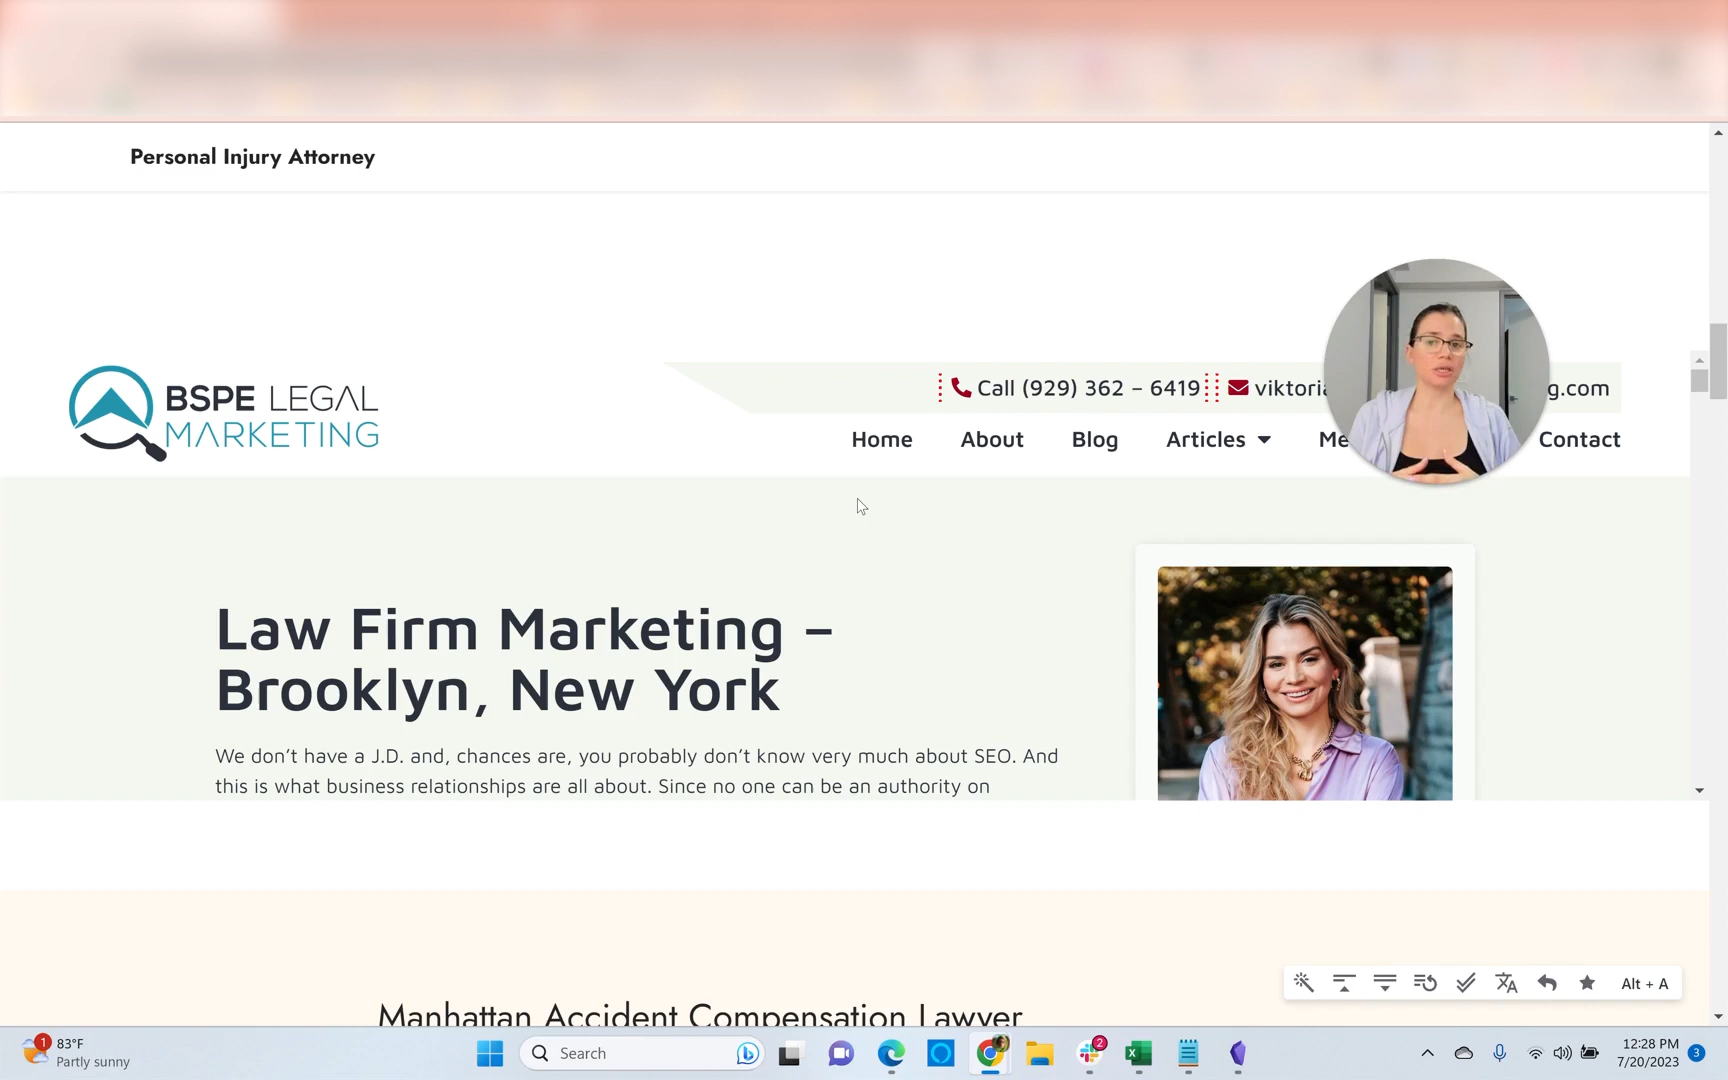 Personal Injury Attorney
BSPE LEGAL
MARKETING
Call (929) 362 – 6419
g.com
Home About Blog Articles Contact
Law Firm Marketing –
Brooklyn, New York
We don't have a J.D. and, chances are, you probably don't know very much about SEO. And
this is what business relationships are all about. Since no one can be an authority on
Manhattan Accident Compensation Lawyer
Alt + A
1
83°F
Partly sunny
Search
2
12:28 PM
7/20/2023
3